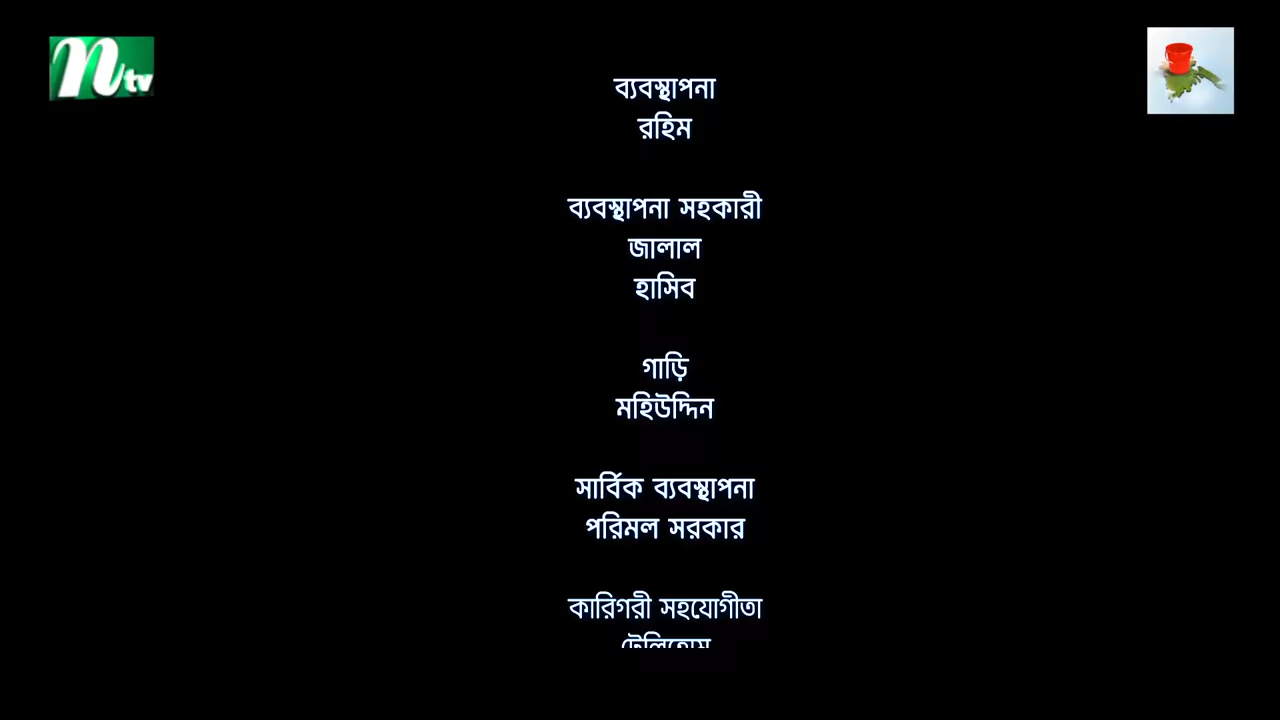 ntv
ব্যবস্থাপনা
রহিম
ব্যবস্থাপনা সহকারী
জালাল
হাসিব
গাড়ি
মহিউদ্দিন
সার্বিক ব্যবস্থাপনা
পরিমল সরকার
কারিগরী সহযোগীতা